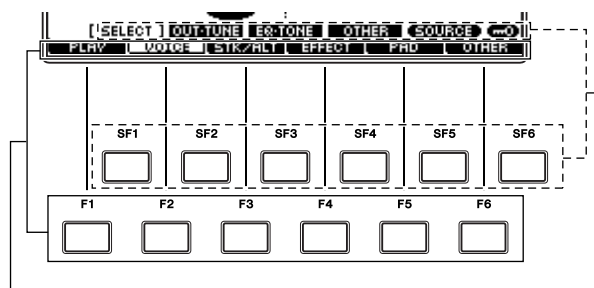 [SELECT] OUT-TUNE EQ-TONE OTHER SOURCE
PLAY VOICE STK/ALT EFFECT PAD OTHER
SF1 SF2 SF3 SF4 SF5 SF6
F1 F2 F3 F4 F5 F6